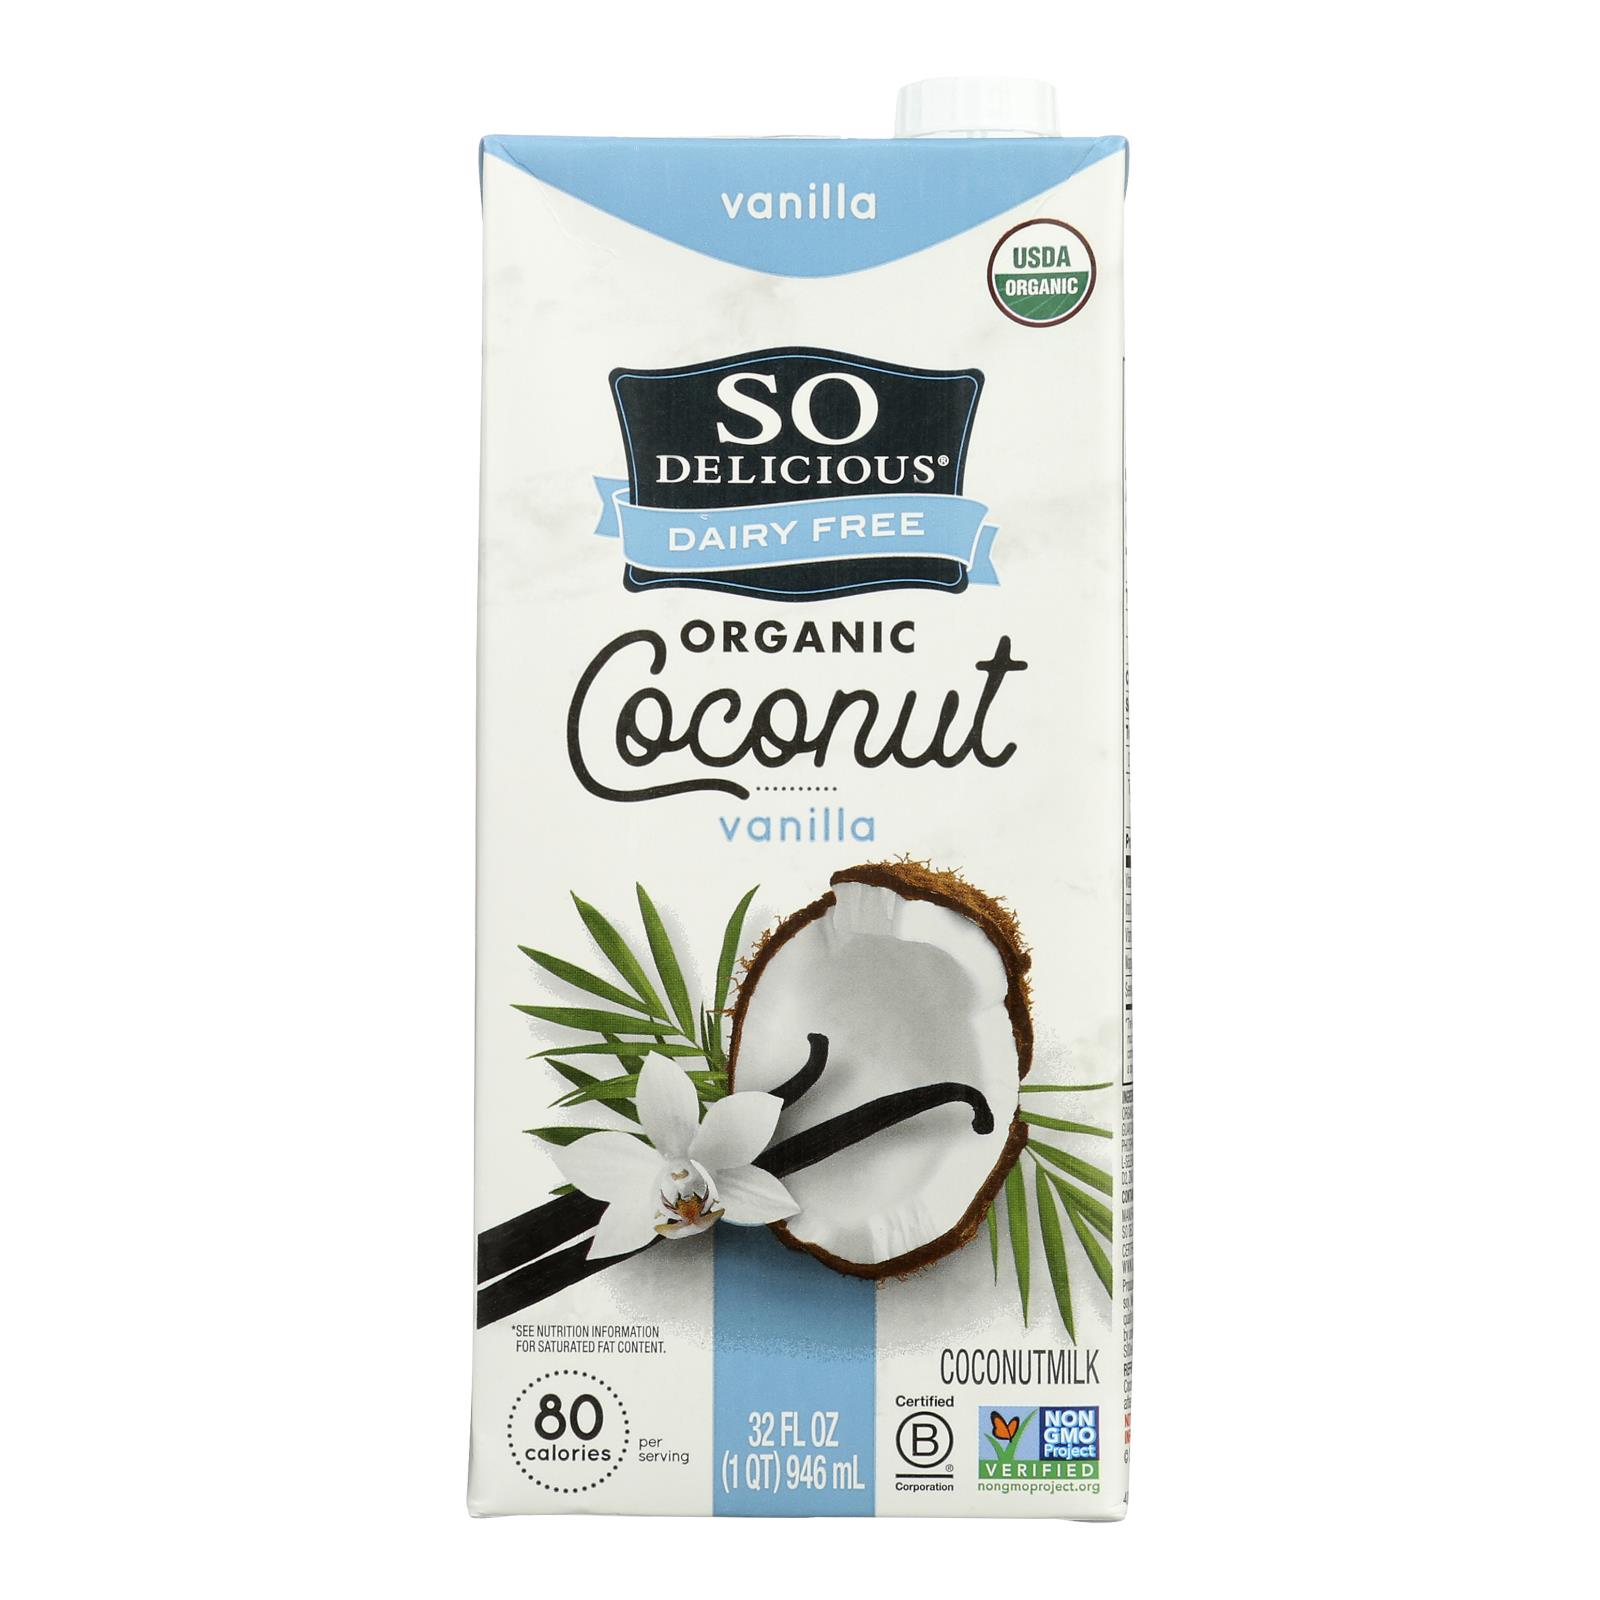 vanilla
USDA
ORGANIC
SO
DELICIOUS®
DAIRY FREE
ORGANIC
Coconut
vanilla
*SEE NUTRITION INFORMATION
FOR SATURATED FAT CONTENT.
80
calories
per
serving
32 FL OZ
(1 QT) 946 mL
COCONUTMILK
Certified
B
®
Corporation
NON
GMO
Project
VERIFIED
nongmoproject.org